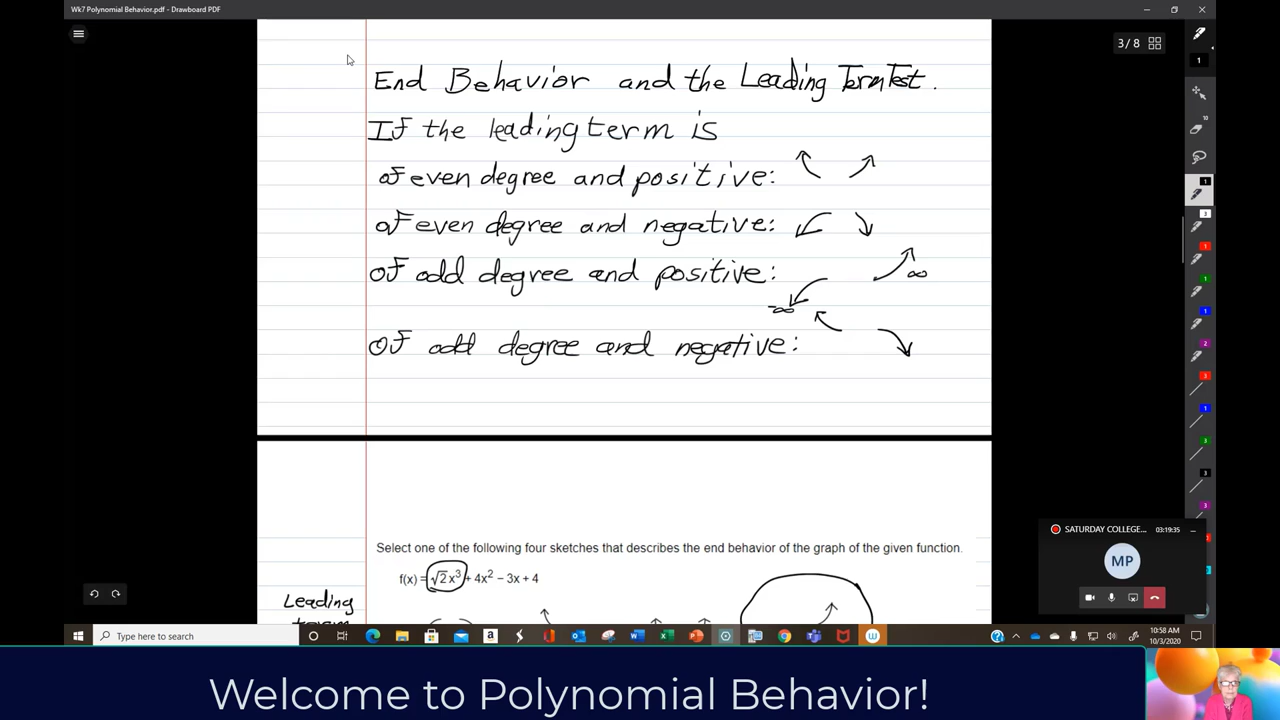 Wk7 Polynomial Behavior.pdf - Drawboard PDF
3/8
End Behavior and the Leading Term Test.
If the leading term is
of even degree and positive:
of even degree and negative:
of odd degree and positive:
∞
-∞
of odd degree and negative:
Select one of the following four sketches that describes the end behavior of the graph of the given function.
f(x) = √2x³ + 4x² − 3x + 4
Leading
term
SATURDAY COLLEGE... 03:19:35
MP
Type here to search
10:58 AM
10/3/2020
Welcome to Polynomial Behavior!